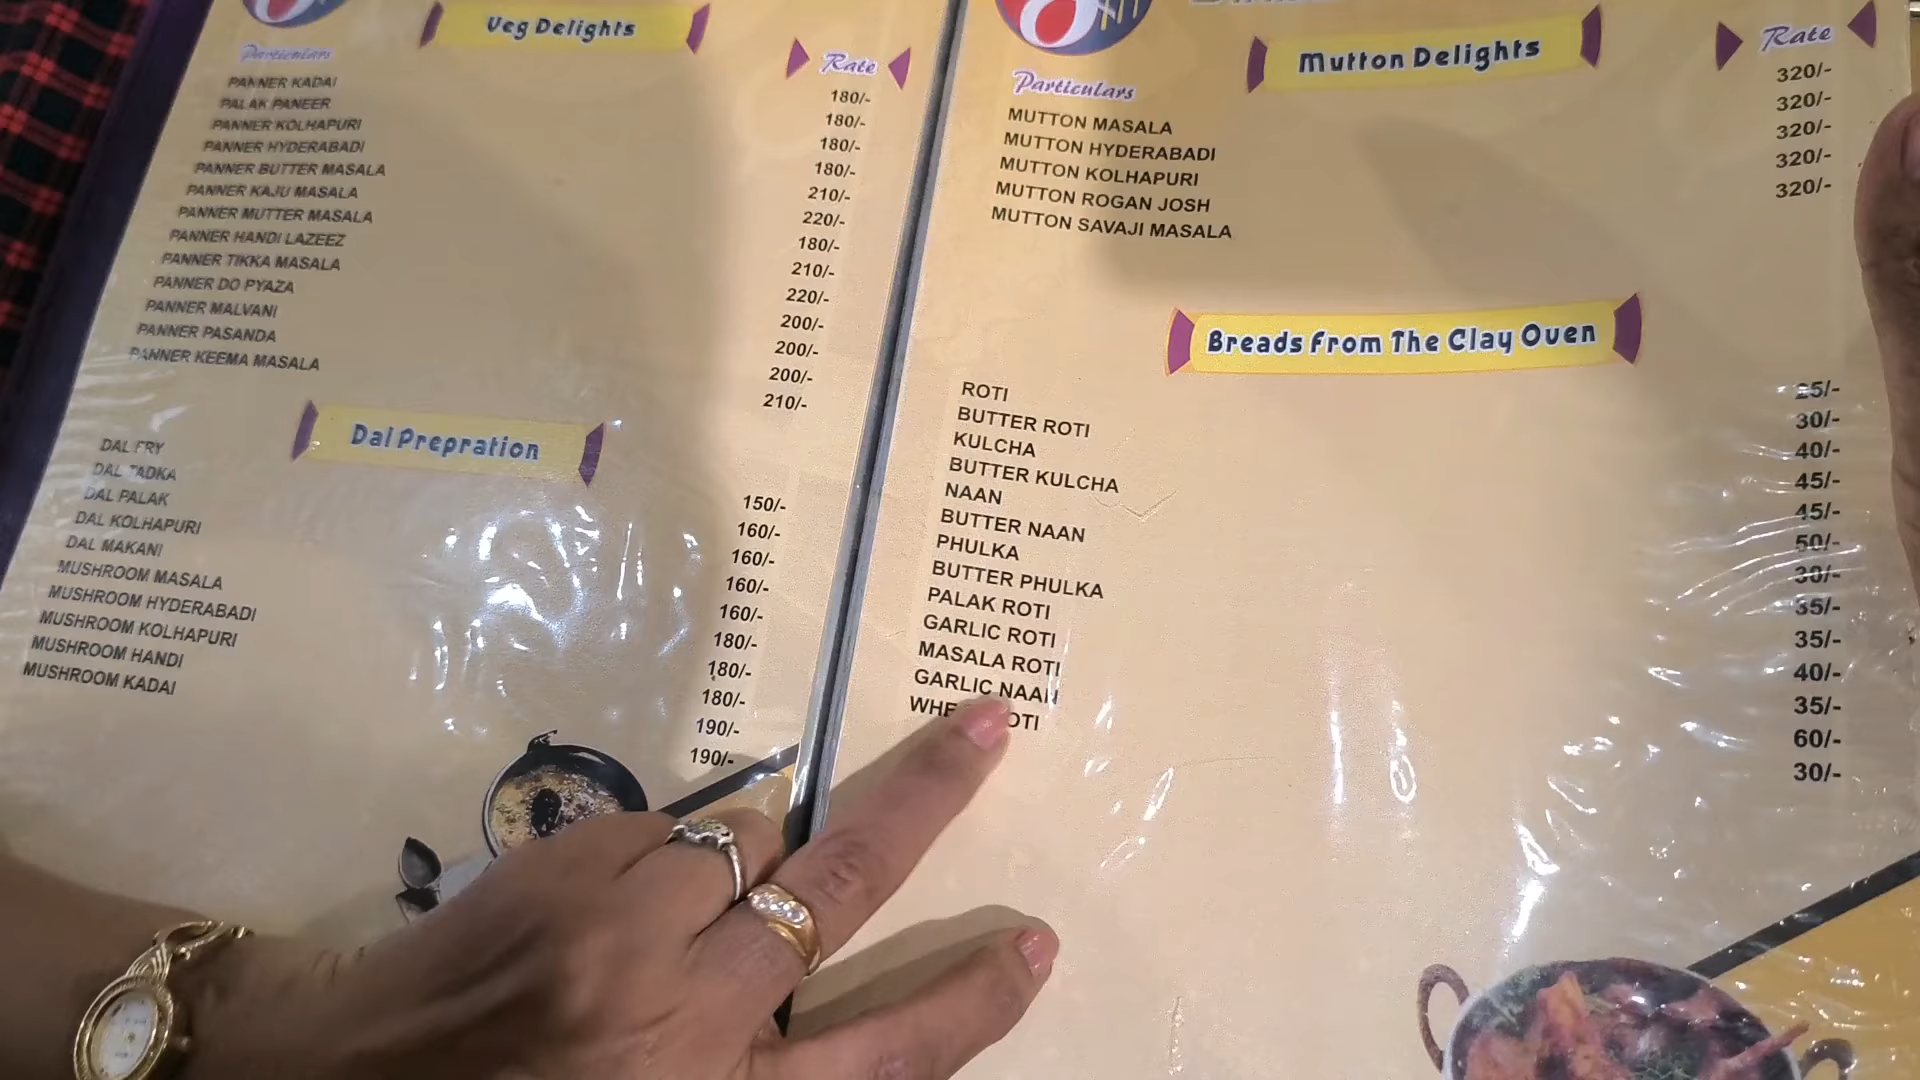 Veg Delights
Particulars
Rate
PANNER KADAI 180/-
PALAK PANEER 180/-
PANNER KOLHAPURI 180/-
PANNER HYDERABADI 180/-
PANNER BUTTER MASALA 210/-
PANNER KAJU MASALA 220/-
PANNER MUTTER MASALA 180/-
PANNER HANDI LAZEEZ 210/-
PANNER TIKKA MASALA 220/-
PANNER DO PYAZA 200/-
PANNER MALVANI 200/-
PANNER PASANDA 200/-
PANNER KEEMA MASALA 210/-
Dal Prepration
DAL FRY 150/-
DAL TADKA 160/-
DAL PALAK 160/-
DAL KOLHAPURI 160/-
DAL MAKANI 160/-
MUSHROOM MASALA 180/-
MUSHROOM HYDERABADI 180/-
MUSHROOM KOLHAPURI 180/-
MUSHROOM HANDI 190/-
MUSHROOM KADAI 190/-
Mutton Delights
Particulars
Rate
MUTTON MASALA 320/-
MUTTON HYDERABADI 320/-
MUTTON KOLHAPURI 320/-
MUTTON ROGAN JOSH 320/-
MUTTON SAVAJI MASALA 320/-
Breads From The Clay Oven
ROTI 25/-
BUTTER ROTI 30/-
KULCHA 40/-
BUTTER KULCHA 45/-
NAAN 45/-
BUTTER NAAN 50/-
PHULKA 30/-
BUTTER PHULKA 35/-
PALAK ROTI 35/-
GARLIC ROTI 40/-
MASALA ROTI 35/-
GARLIC NAAN 60/-
30/-